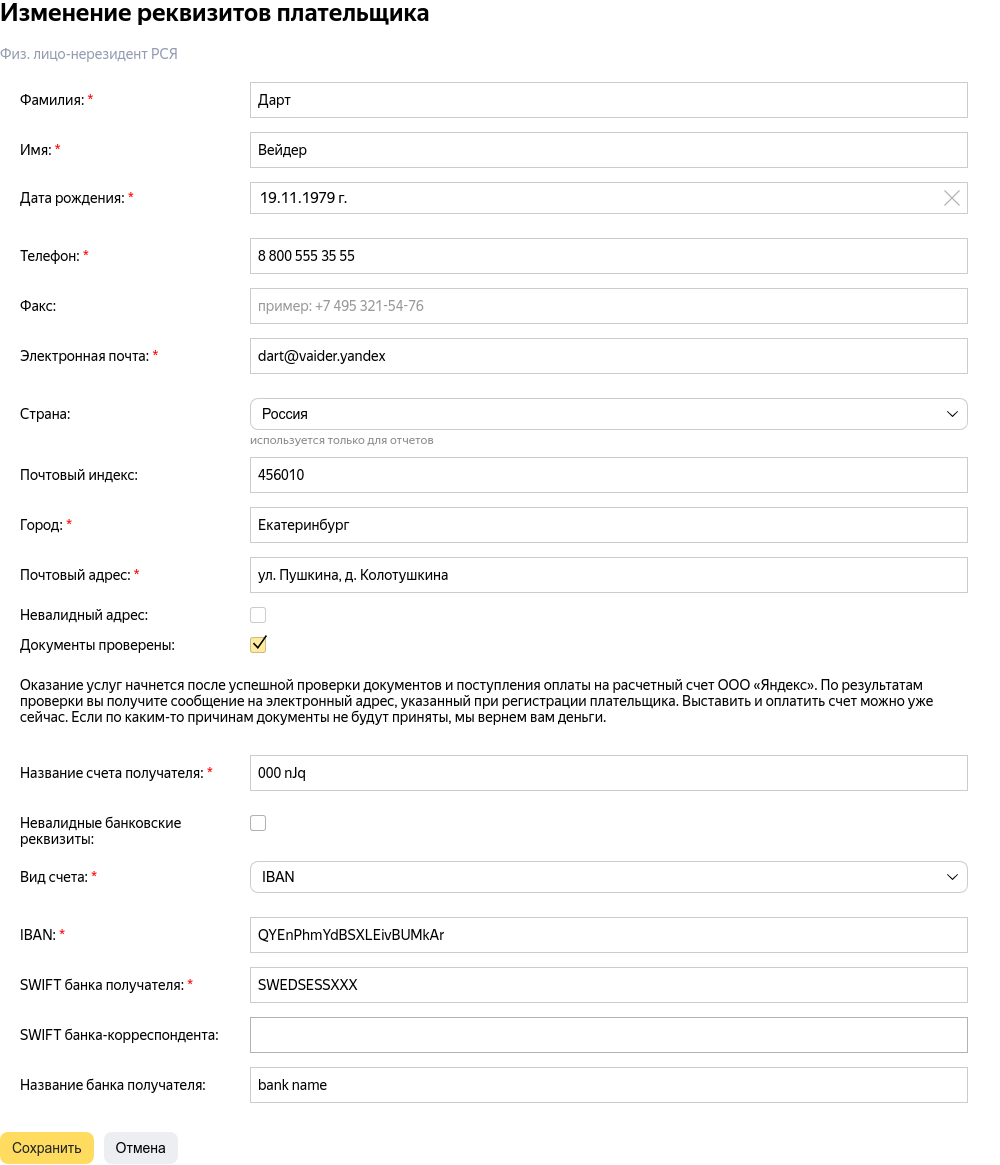 Изменение реквизитов плательщика
Физ. лицо-нерезидент РСЯ
Фамилия: * Дарт
Имя: * Вейдер
Дата рождения: * 19.11.1979 г.
Телефон: * 8 800 555 35 55
Факс: пример: +7 495 321-54-76
Электронная почта: * dart@vaider.yandex
Страна: Россия
используется только для отчетов
Почтовый индекс: 456010
Город: * Екатеринбург
Почтовый адрес: * ул. Пушкина, д. Колотушкина
Невалидный адрес:
Документы проверены:
Оказание услуг начнется после успешной проверки документов и поступления оплаты на расчетный счет ООО «Яндекс». По результатам
проверки вы получите сообщение на электронный адрес, указанный при регистрации плательщика. Выставить и оплатить счет можно уже
сейчас. Если по каким-то причинам документы не будут приняты, мы вернем вам деньги.
Название счета получателя: * 000 nJq
Невалидные банковские
реквизиты:
Вид счета: * IBAN
IBAN: * QYEnPhmYdBSXLEivBUMkAr
SWIFT банка получателя: * SWEDSESSXXX
SWIFT банка-корреспондента:
Название банка получателя: bank name
Сохранить Отмена